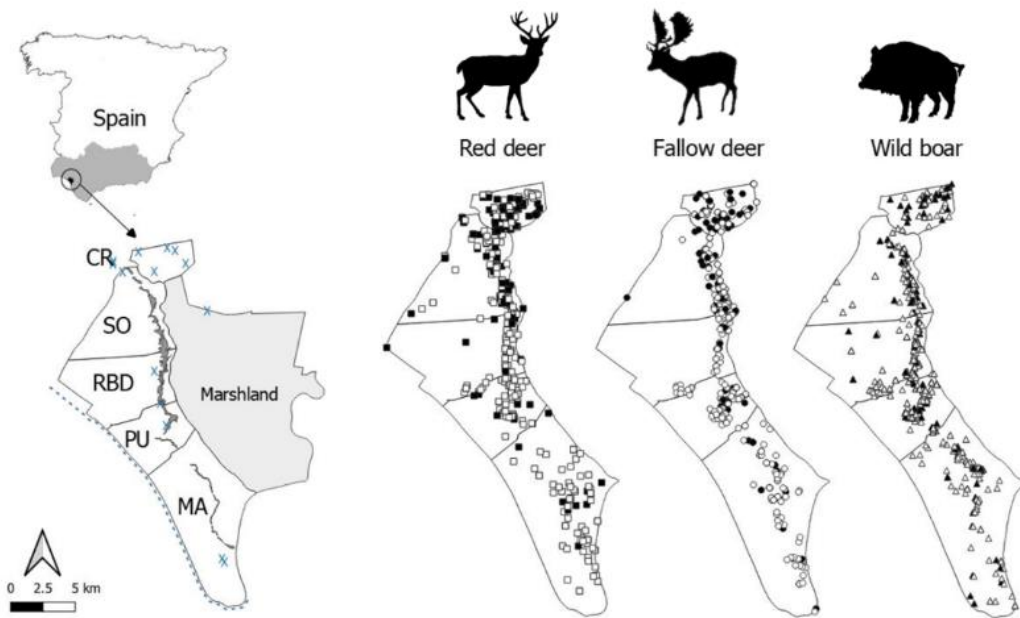 Spain
Red deer
Fallow deer
Wild boar
CR
SO
RBD
Marshland
PU
MA
0 2.5 5 km